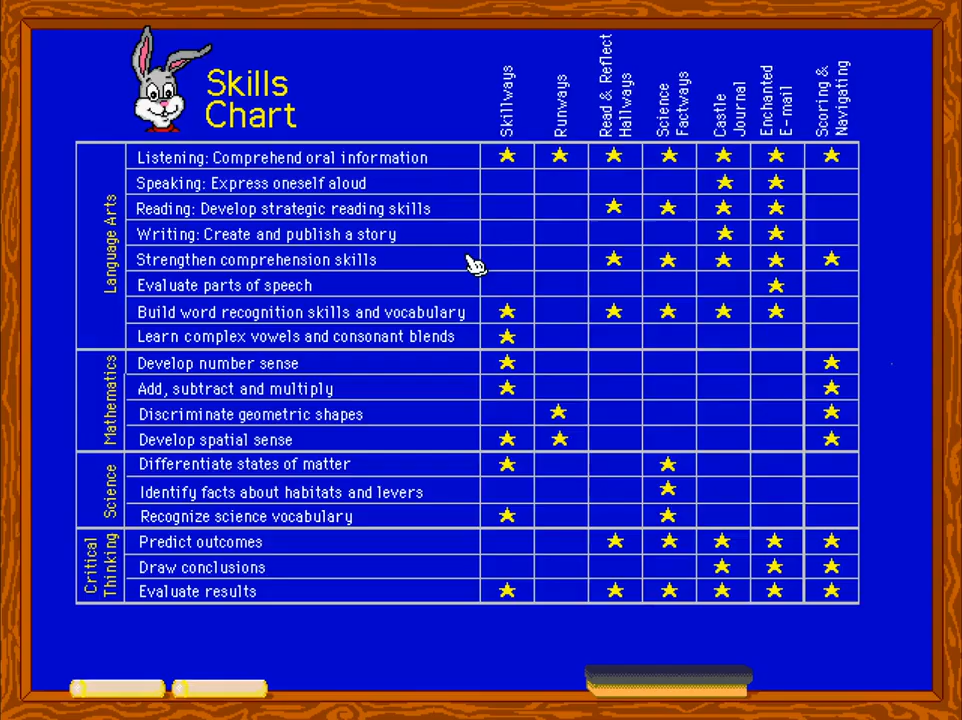 Skills
Chart
Skillways
Runways
Read & Reflect
Hallways
Science
Factways
Castle
Journal
Enchanted
E-mail
Scoring &
Navigating
Language Arts
Listening: Comprehend oral information
Speaking: Express oneself aloud
Reading: Develop strategic reading skills
Writing: Create and publish a story
Strengthen comprehension skills
Evaluate parts of speech
Build word recognition skills and vocabulary
Learn complex vowels and consonant blends
Mathematics
Develop number sense
Add, subtract and multiply
Discriminate geometric shapes
Develop spatial sense
Science
Differentiate states of matter
Identify facts about habitats and levers
Recognize science vocabulary
Critical
Thinking
Predict outcomes
Draw conclusions
Evaluate results